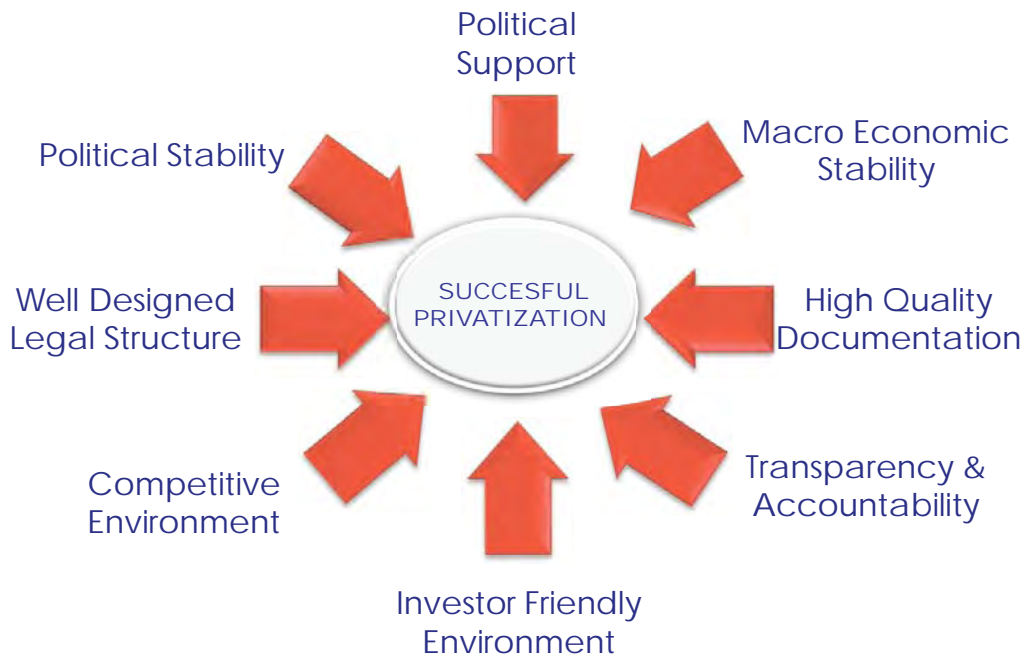 Political
Support
Political Stability
Macro Economic
Stability
Well Designed
Legal Structure
SUCCESFUL
PRIVATIZATION
High Quality
Documentation
Competitive
Environment
Transparency &
Accountability
Investor Friendly
Environment